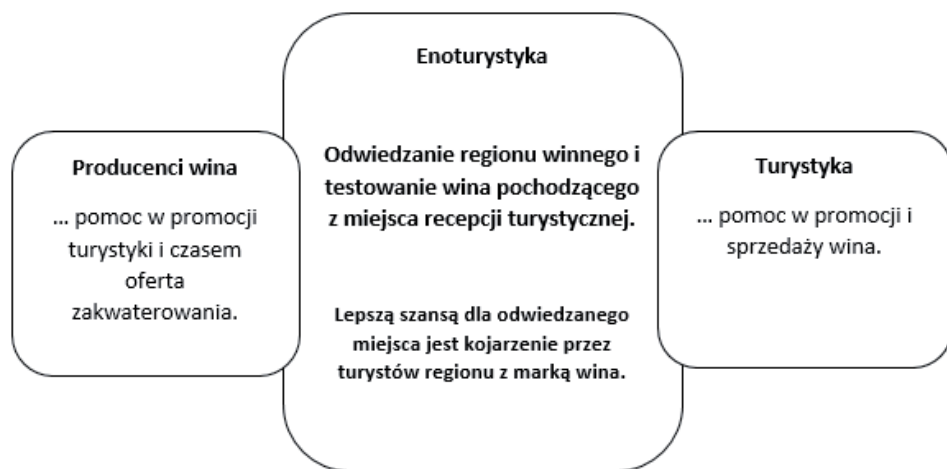 Enoturystyka
Odwiedzanie regionu winnego i
testowanie wina pochodzącego
z miejsca recepcji turystycznej.
Lepszą szansą dla odwiedzanego
miejsca jest kojarzenie przez
turystów regionu z marką wina.
Producenci wina
... pomoc w promocji
turystyki i czasem
oferta
zakwaterowania.
Turystyka
... pomoc w promocji i
sprzedaży wina.